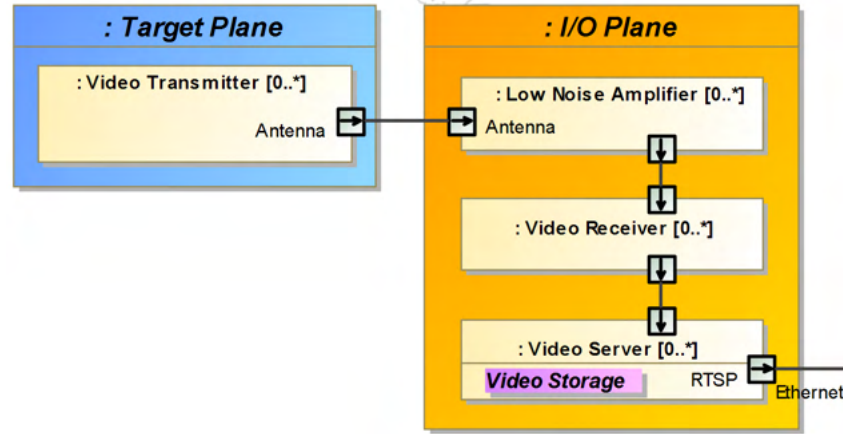 : Target Plane
: Video Transmitter [0..*]
Antenna
: I/O Plane
: Low Noise Amplifier [0..*]
Antenna
: Video Receiver [0..*]
: Video Server [0..*]
Video Storage
RTSP
Ethernet